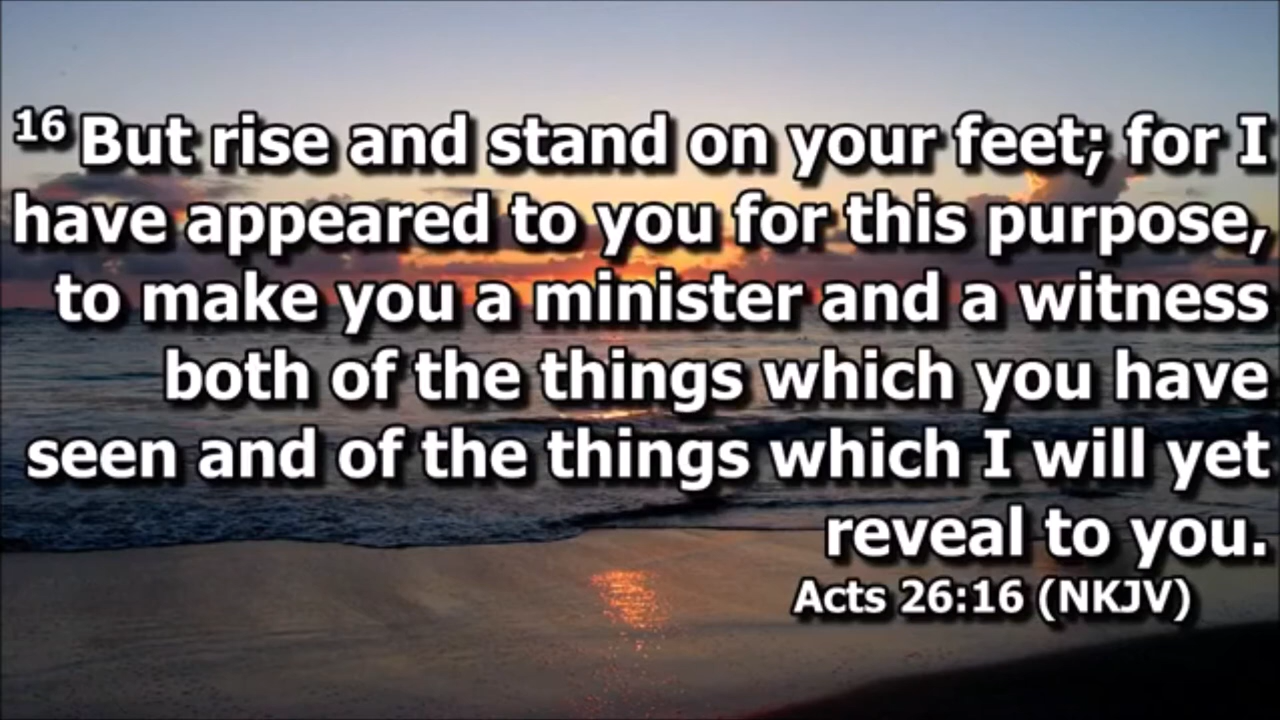 16 But rise and stand on your feet; for I
have appeared to you for this purpose,
to make you a minister and a witness
both of the things which you have
seen and of the things which I will yet
reveal to you.
Acts 26:16 (NKJV)